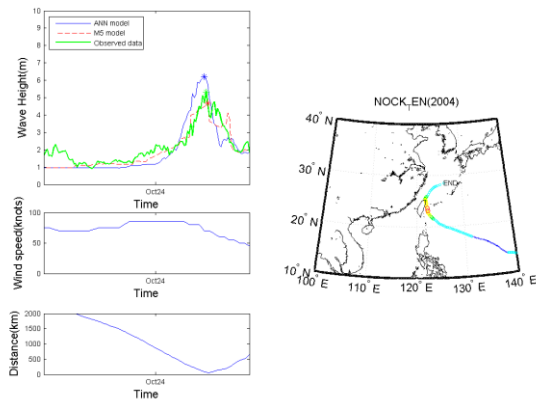 ANN model
M5 model
Observed data
Wave Height(m)
10
9
8
7
6
5
4
3
2
1
0
Oct24
Time
Wind speed(knots)
100
50
0
Oct24
Time
Distance(km)
2000
1500
1000
500
0
Oct24
Time
NOCK_TEN(2004)
40° N
30° N
20° N
10° N
110° E
120° E
130° E
140° E
END